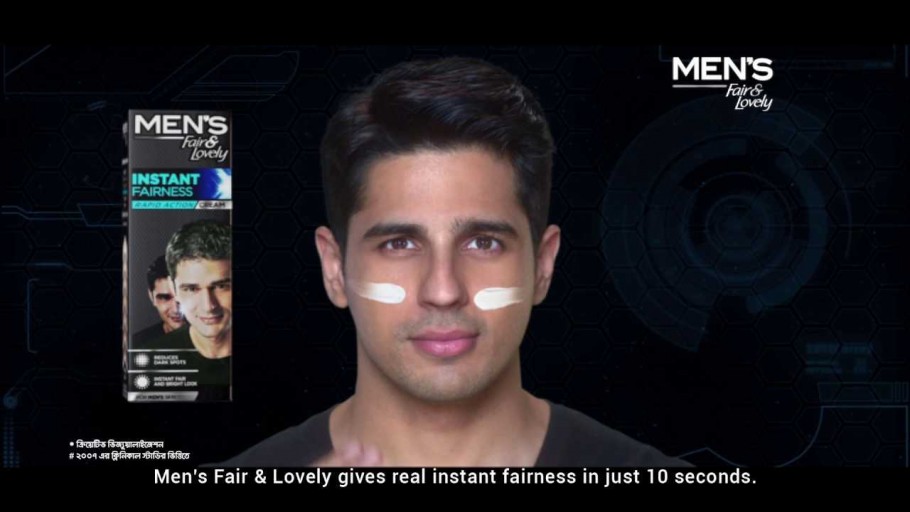 MEN'S
Fair &
Lovely
MEN'S
Fair &
Lovely
INSTANT
FAIRNESS
RAPID ACTION CREAM
REDUCES
DARK SPOTS
INSTANT FAIR
AND BRIGHT LOOK
* ক্রিয়েটিভ ভিজ্যুয়ালাইজেশন
# ২০০৭ এর ক্লিনিকাল স্টাডির ভিত্তিতে
Men's Fair & Lovely gives real instant fairness in just 10 seconds.